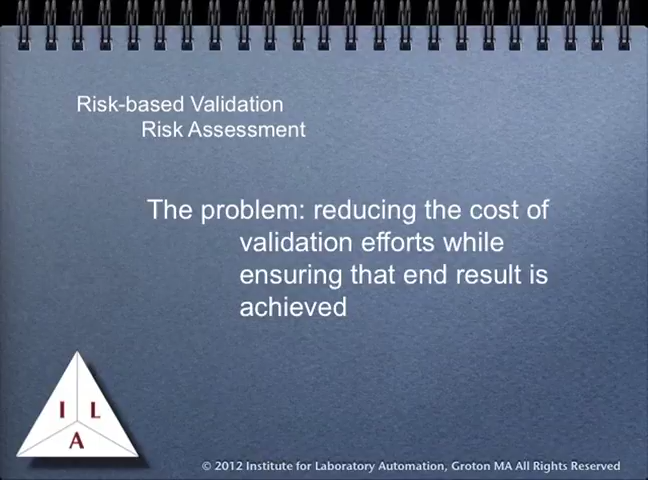 Risk-based Validation
Risk Assessment
The problem: reducing the cost of
validation efforts while
ensuring that end result is
achieved
I L
A
© 2012 Institute for Laboratory Automation, Groton MA All Rights Reserved